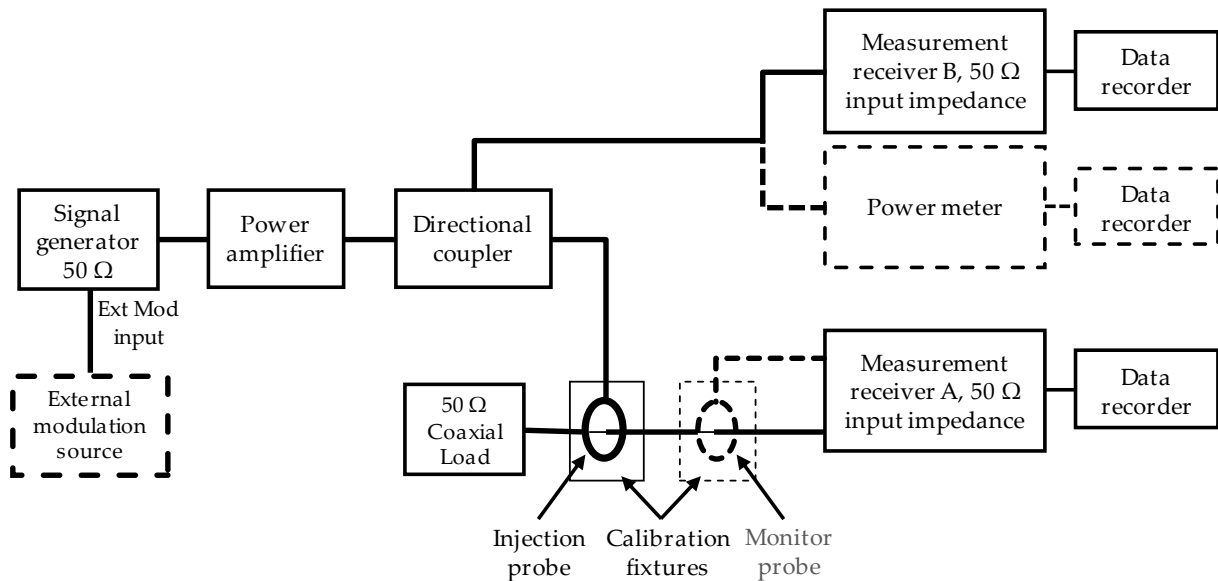 Measurement
receiver B, 50 Ω
input impedance
Data
recorder
Signal
generator
50 Ω
Power
amplifier
Directional
coupler
Power meter
Data
recorder
Ext Mod
input
External
modulation
source
50 Ω
Coaxial
Load
Measurement
receiver A, 50 Ω
input impedance
Data
recorder
Injection
probe
Calibration
fixtures
Monitor
probe